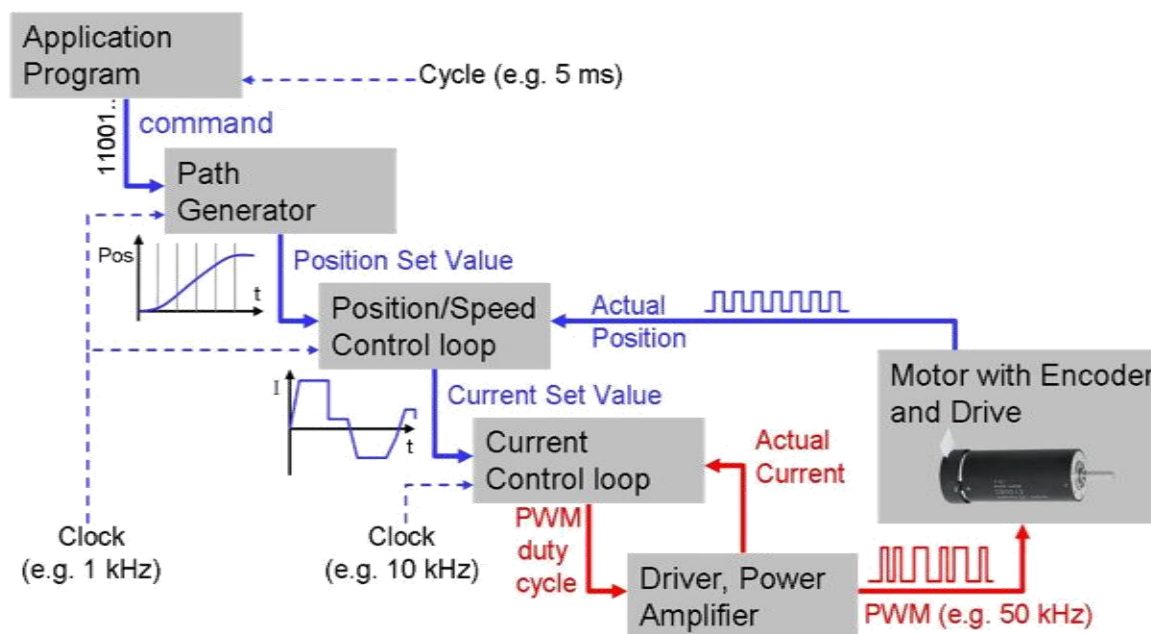 Application
Program
Cycle (e.g. 5 ms)
11001..
command
Path
Generator
Pos
t
Position Set Value
Position/Speed
Control loop
Actual
Position
I
t
Current Set Value
Motor with Encoder
and Drive
Current
Control loop
Actual
Current
Clock
(e.g. 1 kHz)
Clock
(e.g. 10 kHz)
PWM
duty
cycle
Driver, Power
Amplifier
PWM (e.g. 50 kHz)